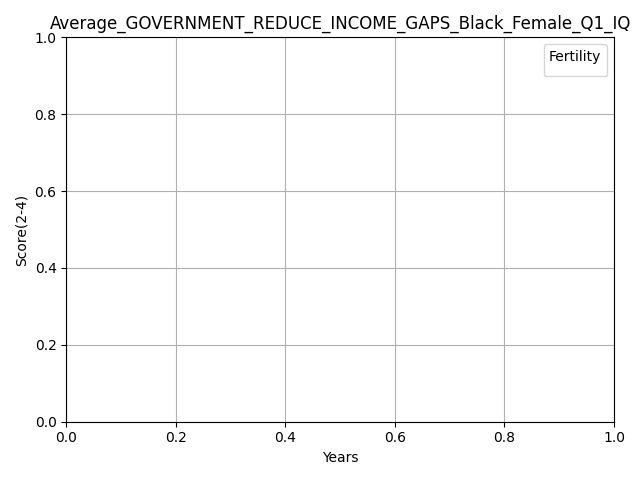 Average_GOVERNMENT_REDUCE_INCOME_GAPS_Black_Female_Q1_IQ
Fertility
Score(2-4)
1.0
0.8
0.6
0.4
0.2
0.0
0.0 0.2 0.4 0.6 0.8 1.0
Years